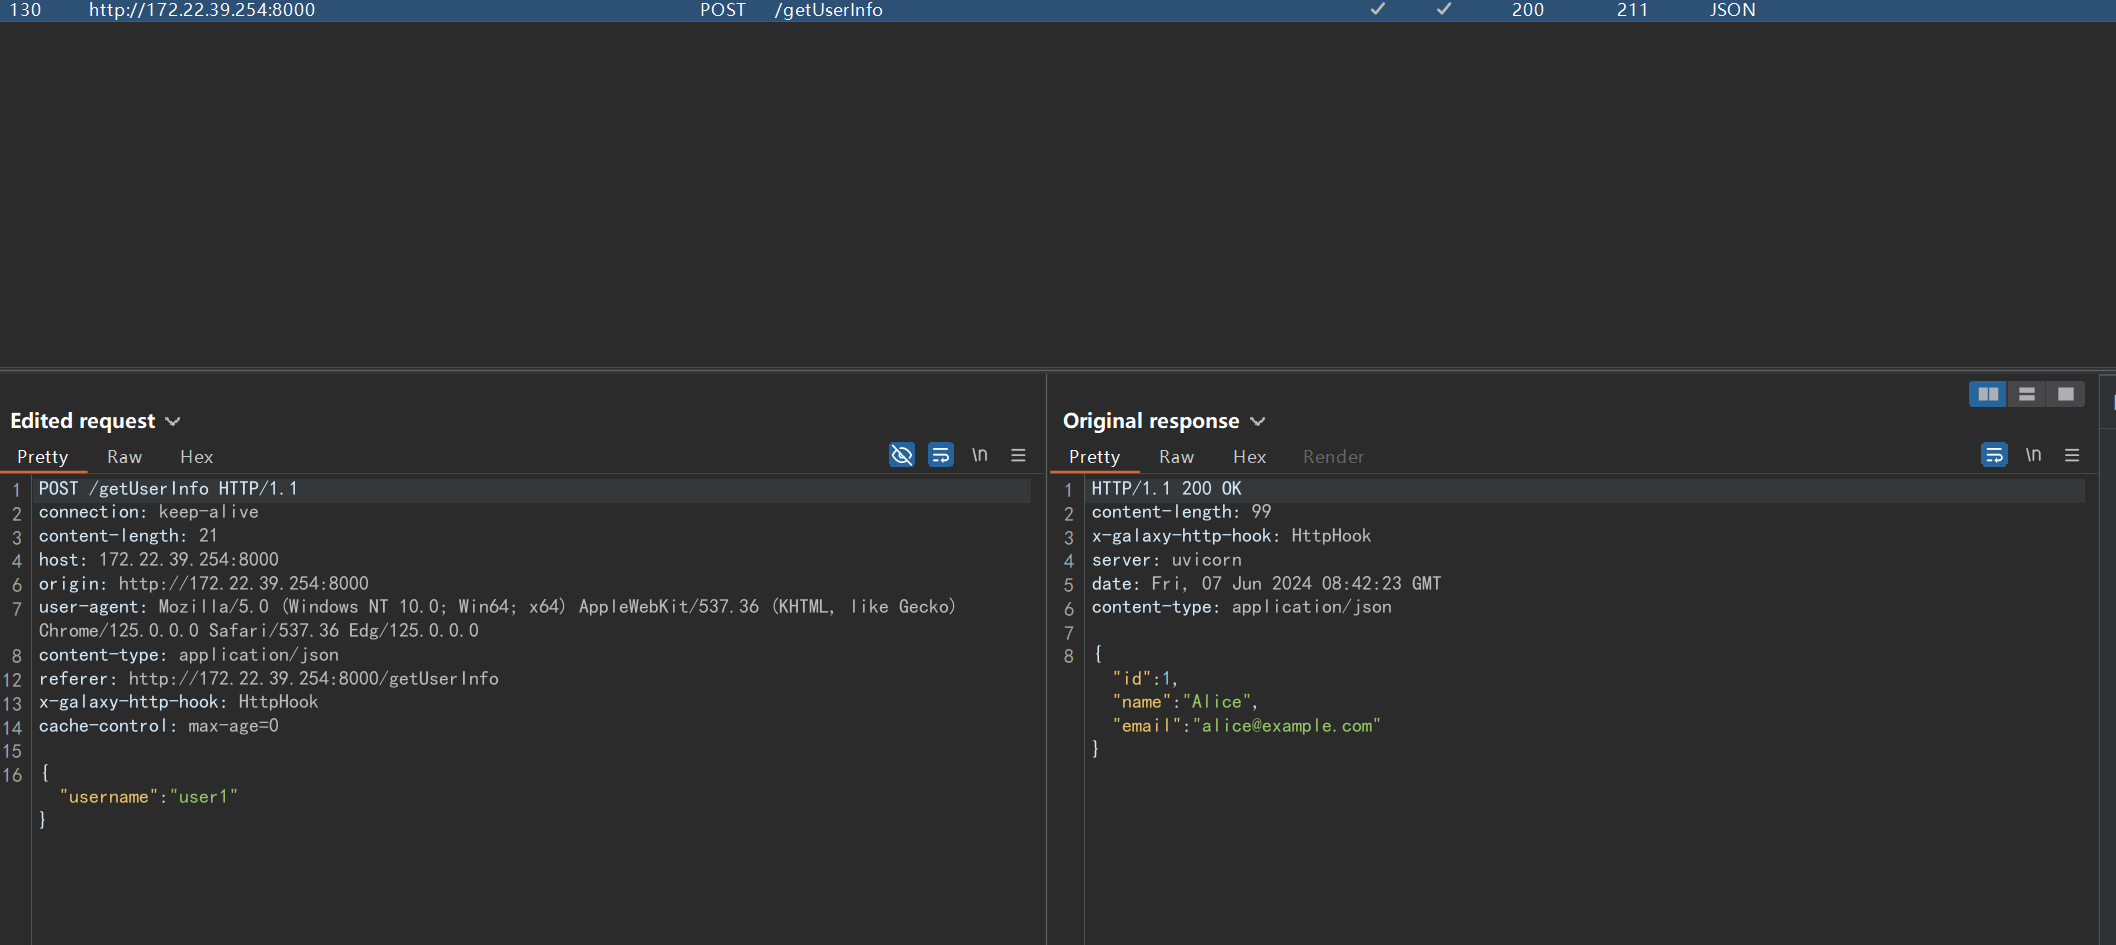 130 http://172.22.39.254:8000 POST /getUserInfo 200 211 JSON
Edited request
Pretty Raw Hex \n
1 POST /getUserInfo HTTP/1.1
2 connection: keep-alive
3 content-length: 21
4 host: 172.22.39.254:8000
6 origin: http://172.22.39.254:8000
7 user-agent: Mozilla/5.0 (Windows NT 10.0; Win64; x64) AppleWebKit/537.36 (KHTML, like Gecko)
Chrome/125.0.0.0 Safari/537.36 Edg/125.0.0.0
8 content-type: application/json
12 referer: http://172.22.39.254:8000/getUserInfo
13 x-galaxy-http-hook: HttpHook
14 cache-control: max-age=0
15
16 {
"username":"user1"
}
Original response
Pretty Raw Hex Render \n
1 HTTP/1.1 200 OK
2 content-length: 99
3 x-galaxy-http-hook: HttpHook
4 server: uvicorn
5 date: Fri, 07 Jun 2024 08:42:23 GMT
6 content-type: application/json
7
8 {
"id":1,
"name":"Alice",
"email":"alice@example.com"
}